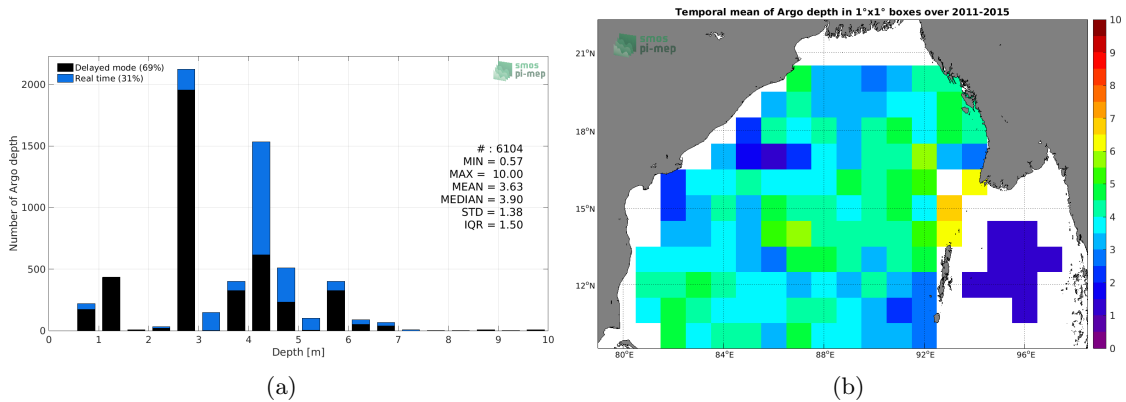 Delayed mode (69%)
Real time (31%)
smos
pi-mep
# : 6104
MIN = 0.57
MAX = 10.00
MEAN = 3.63
MEDIAN = 3.90
STD = 1.38
IQR = 1.50
Number of Argo depth
2000
1500
1000
500
0
0 1 2 3 4 5 6 7 8 9 10
Depth [m]
(a)
Temporal mean of Argo depth in 1°x1° boxes over 2011-2015
smos
pi-mep
21°N
18°N
15°N
12°N
80°E 84°E 88°E 92°E 96°E
10
9
8
7
6
5
4
3
2
1
0
(b)